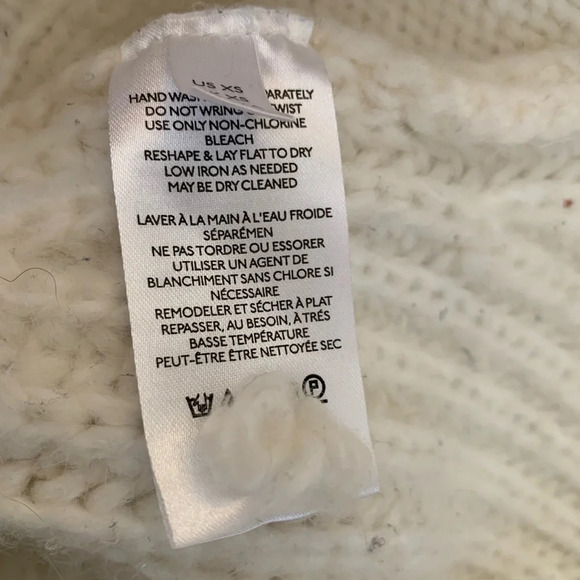 US XS
XS
HAND WAS
PARATELY
DO NOT WRING TWIST
USE ONLY NON-CHLORINE
BLEACH
RESHAPE & LAY FLAT TO DRY
LOW IRON AS NEEDED
MAY BE DRY CLEANED
LAVER À LA MAIN À L'EAU FROIDE
SÉPARÉMEN
NE PAS TORDRE OU ESSORER
UTILISER UN AGENT DE
BLANCHIMENT SANS CHLORE SI
NÉCESSAIRE
REMODELER ET SÉCHER À PLAT
REPASSER, AU BESOIN, À TRÉS
BASSE TEMPÉRATURE
PEUT-ÊTRE ÊTRE NETTOYÉE SEC
P